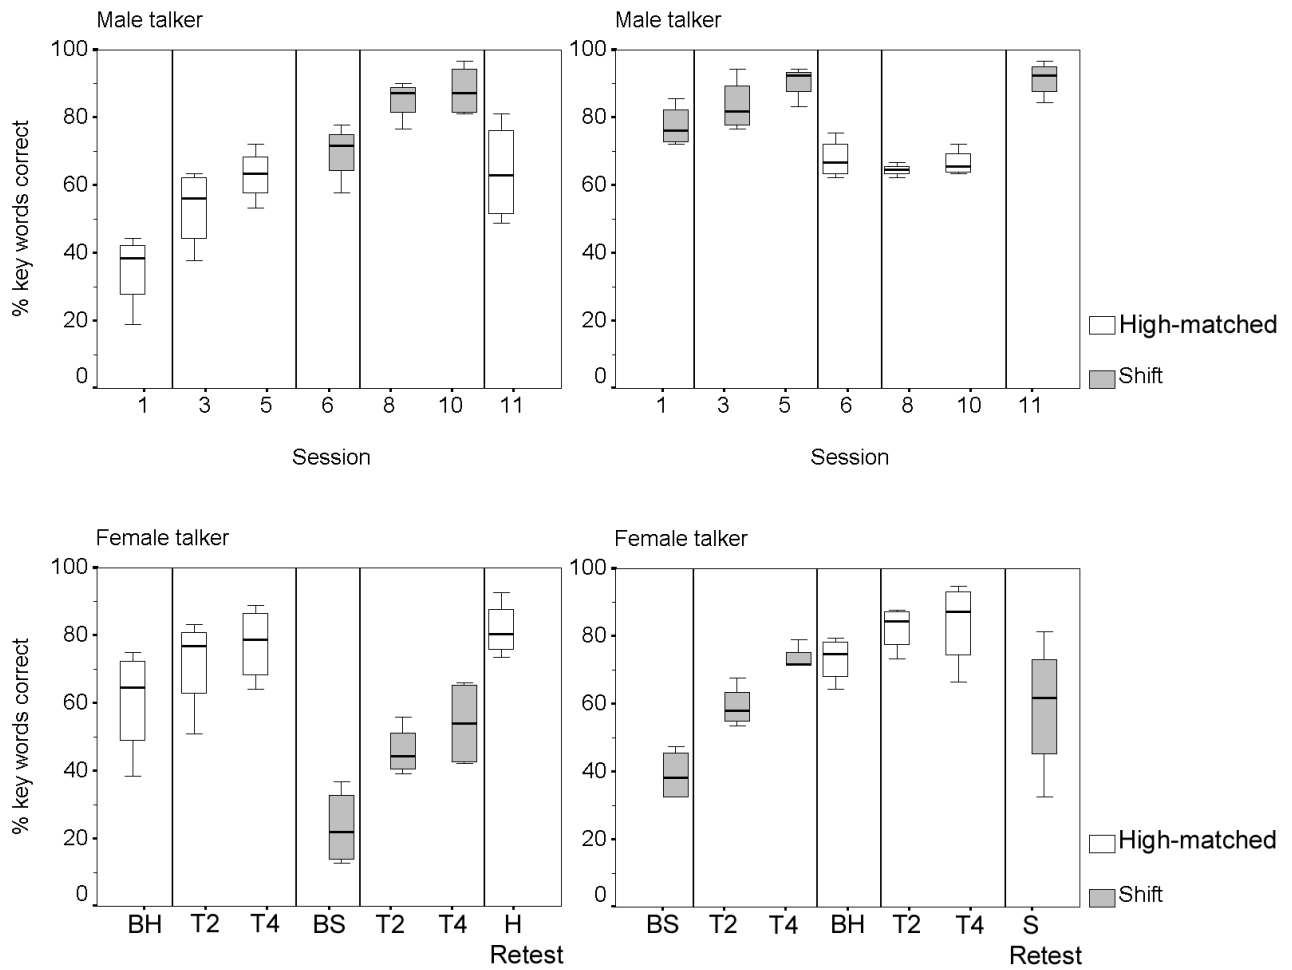 Male talker
Male talker
100
80
60
40
20
0
% key words correct
1 3 5 6 8 10 11
Session
100
80
60
40
20
0
1 3 5 6 8 10 11
Session
High-matched
Shift
Female talker
Female talker
100
80
60
40
20
0
% key words correct
BH T2 T4 BS T2 T4 H
Retest
100
80
60
40
20
0
BS T2 T4 BH T2 T4 S
Retest
High-matched
Shift